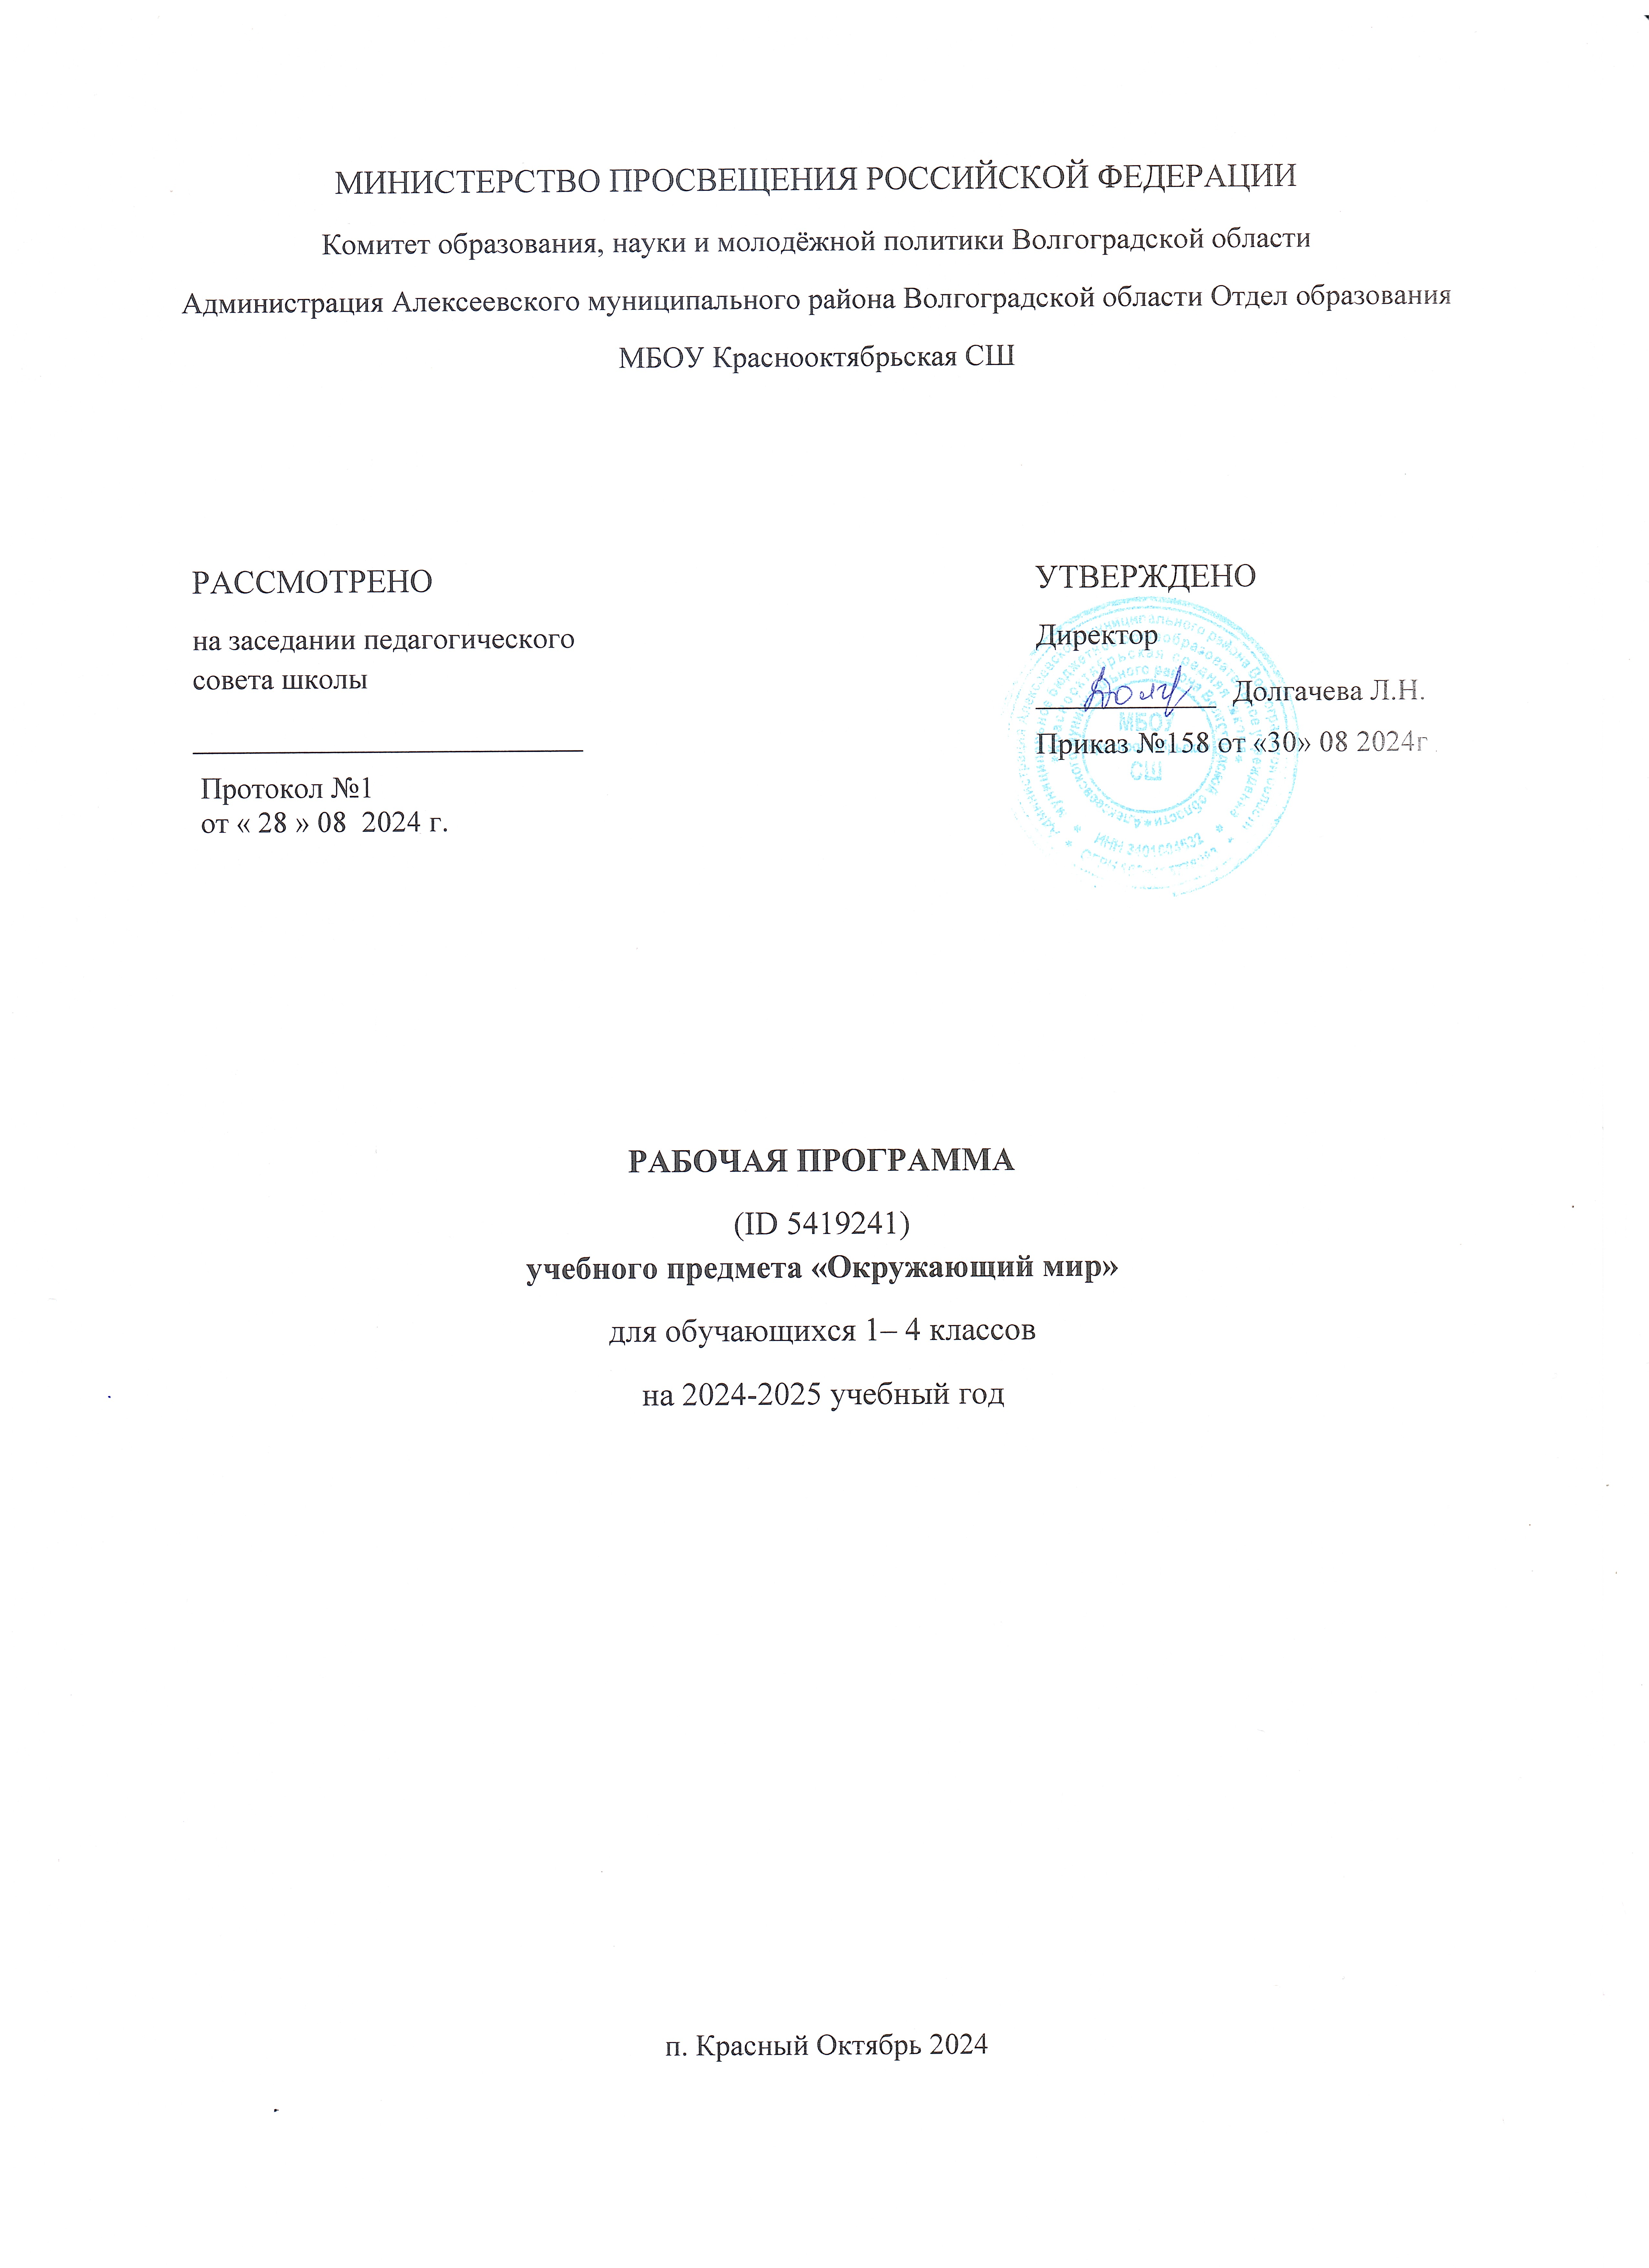 МИНИСТЕРСТВО ПРОСВЕЩЕНИЯ РОССИЙСКОЙ ФЕДЕРАЦИИ
Комитет образования, науки и молодёжной политики Волгоградской области
Администрация Алексеевского муниципального района Волгоградской области Отдел образования
МБОУ Краснооктябрьская СШ
РАССМОТРЕНО
на заседании педагогического
совета школы
Протокол №1
от « 28 » 08 2024 г.
УТВЕРЖДЕНО
Директор
Долгачева Л.Н.
Приказ №158 от «30» 08 2024г
МБОУ
СШ
РАБОЧАЯ ПРОГРАММА
(ID 5419241)
учебного предмета «Окружающий мир»
для обучающихся 1– 4 классов
на 2024-2025 учебный год
п. Красный Октябрь 2024